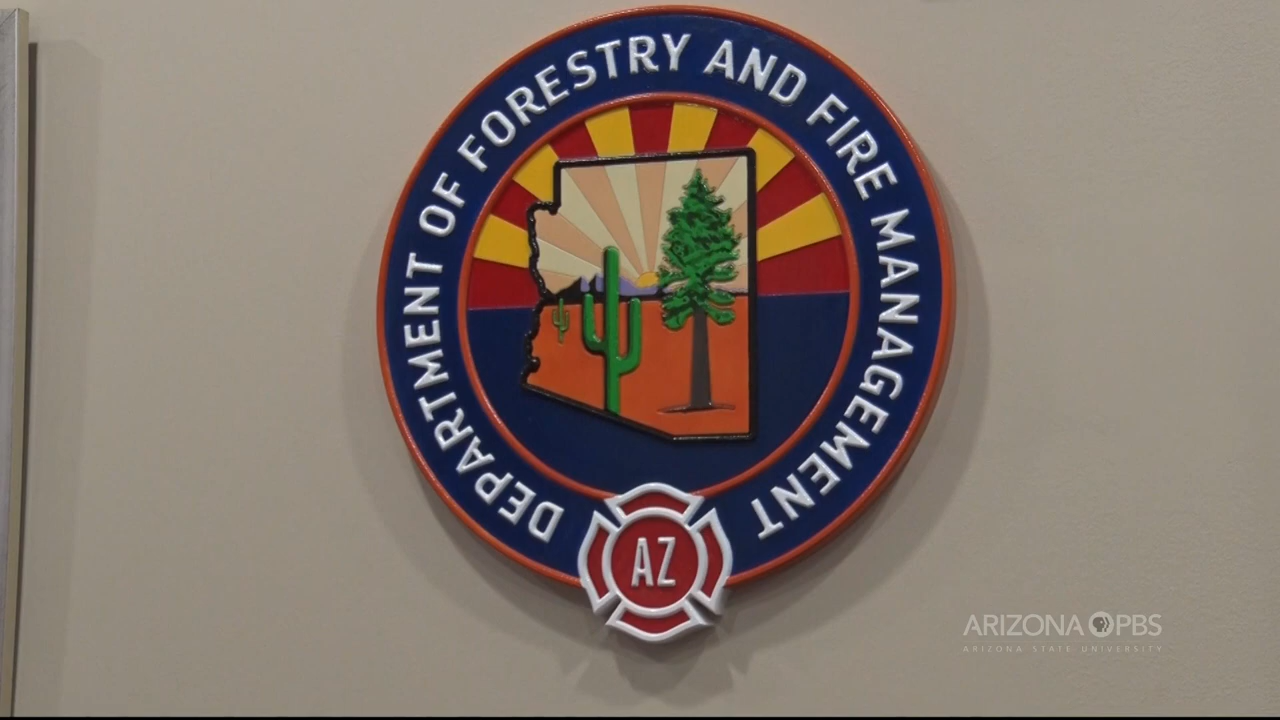 DEPARTMENT OF FORESTRY AND FIRE MANAGEMENT
AZ
ARIZONA PBS
ARIZONA STATE UNIVERSITY